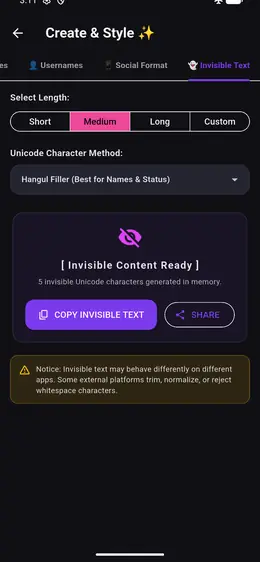 Create & Style ✨
es 👤 Usernames 📱 Social Format 👻 Invisible Text
Select Length:
Short Medium Long Custom
Unicode Character Method:
Hangul Filler (Best for Names & Status)
[ Invisible Content Ready ]
5 invisible Unicode characters generated in memory.
COPY INVISIBLE TEXT SHARE
Notice: Invisible text may behave differently on different
apps. Some external platforms trim, normalize, or reject
whitespace characters.